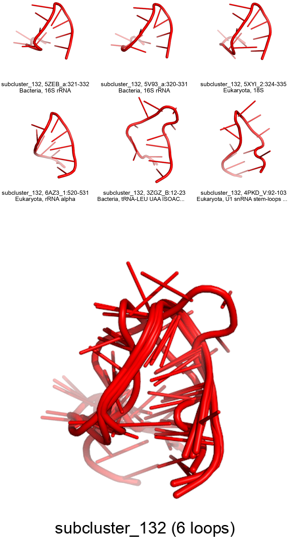 subcluster_132, 5ZEB_a:321-332
Bacteria, 16S rRNA
subcluster_132, 5V93_a:320-331
Bacteria, 16S rRNA
subcluster_132, 5XYI_2:324-335
Eukaryota, 18S
subcluster_132, 6AZ3_1:520-531
Eukaryota, rRNA alpha
subcluster_132, 3ZGZ_B:12-23
Bacteria, tRNA-LEU UAA ISOAC...
subcluster_132, 4PKD_V:92-103
Eukaryota, U1 snRNA stem-loops ...
subcluster_132 (6 loops)